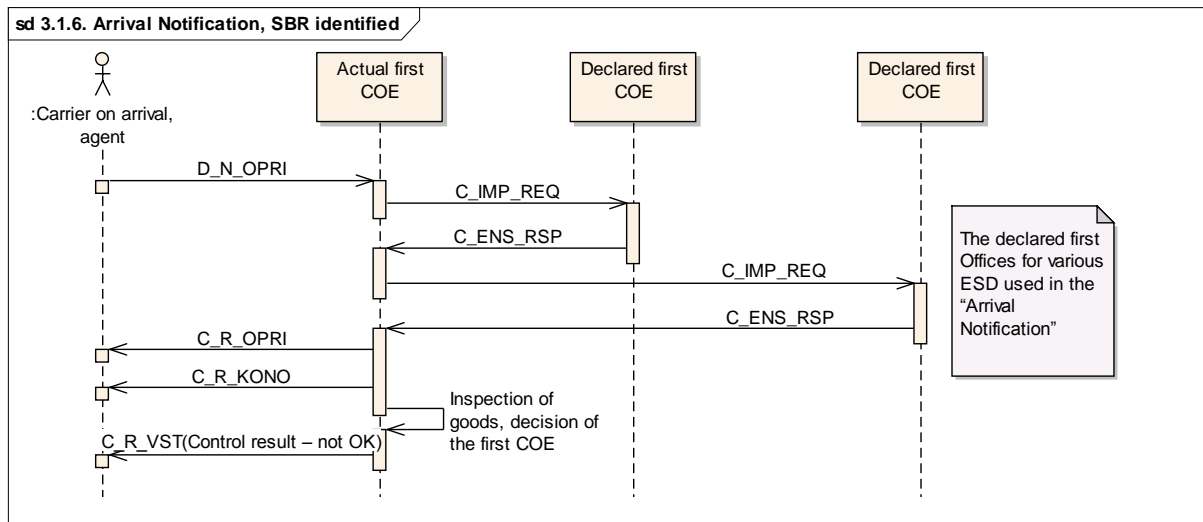 sd 3.1.6. Arrival Notification, SBR identified
:Carrier on arrival,
agent
Actual first
COE
Declared first
COE
Declared first
COE
D_N_OPRI
C_IMP_REQ
C_ENS_RSP
C_IMP_REQ
C_ENS_RSP
C_R_OPRI
C_R_KONO
Inspection of
goods, decision of
the first COE
C_R_VST(Control result – not OK)
The declared first
Offices for various
ESD used in the
“Arrival
Notification”